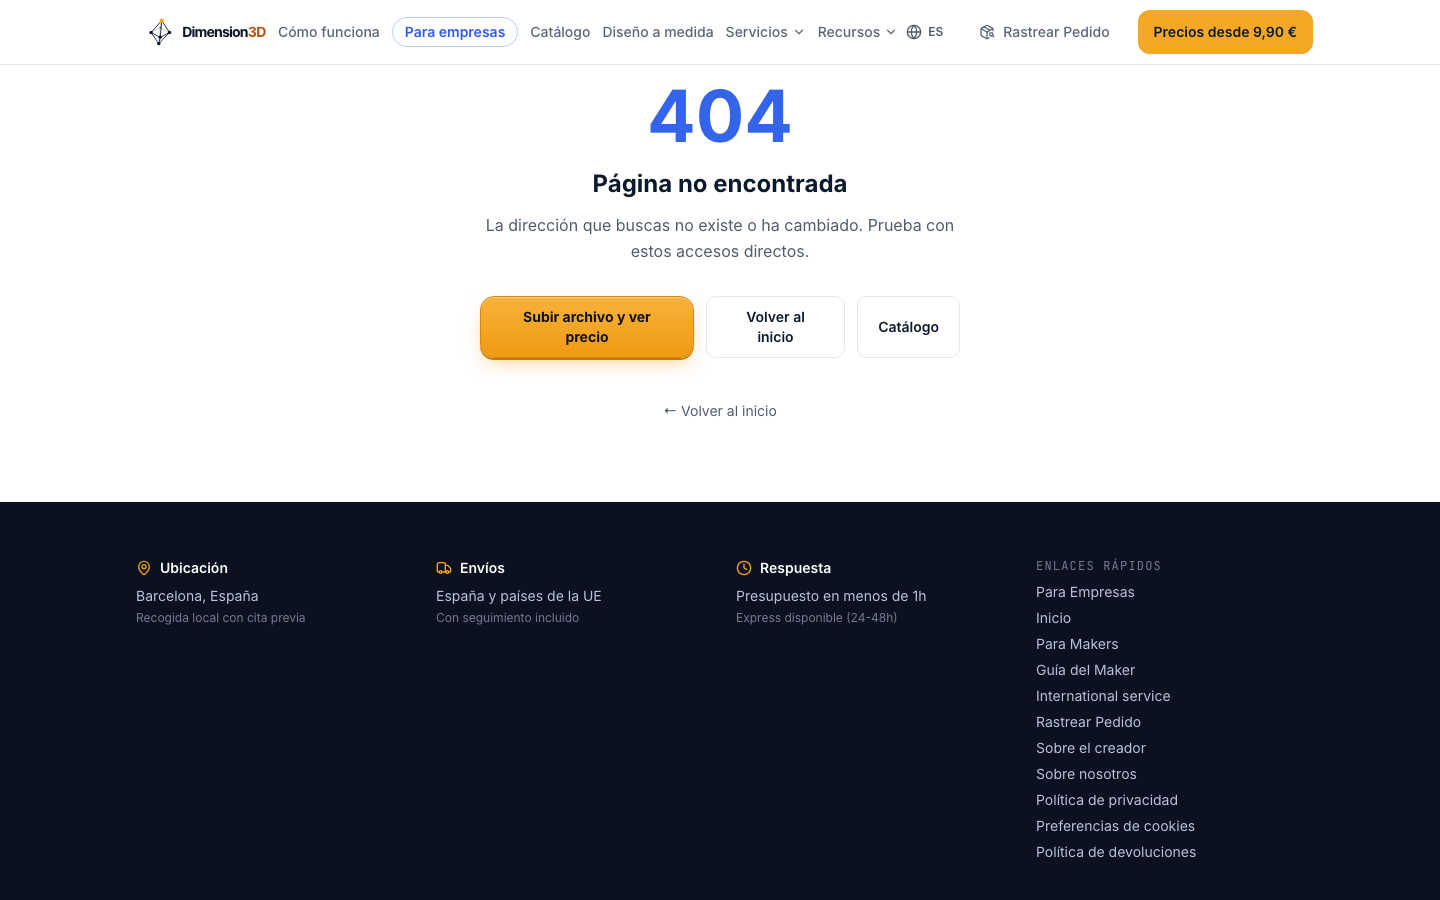 Dimension3D
Cómo funciona
Para empresas
Catálogo
Diseño a medida
Servicios
Recursos
ES
Rastrear Pedido
Precios desde 9,90 €
404
Página no encontrada
La dirección que buscas no existe o ha cambiado. Prueba con
estos accesos directos.
Subir archivo y ver
precio
Volver al
inicio
Catálogo
← Volver al inicio
Ubicación
Barcelona, España
Recogida local con cita previa
Envíos
España y países de la UE
Con seguimiento incluido
Respuesta
Presupuesto en menos de 1h
Express disponible (24-48h)
ENLACES RÁPIDOS
Para Empresas
Inicio
Para Makers
Guía del Maker
International service
Rastrear Pedido
Sobre el creador
Sobre nosotros
Política de privacidad
Preferencias de cookies
Política de devoluciones